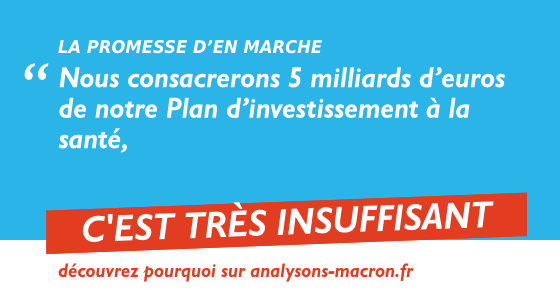 LA PROMESSE D’EN MARCHE
“ Nous consacrerons 5 milliards d’euros
de notre Plan d’investissement à la
santé,
C'EST TRÈS INSUFFISANT
découvrez pourquoi sur analysons-macron.fr